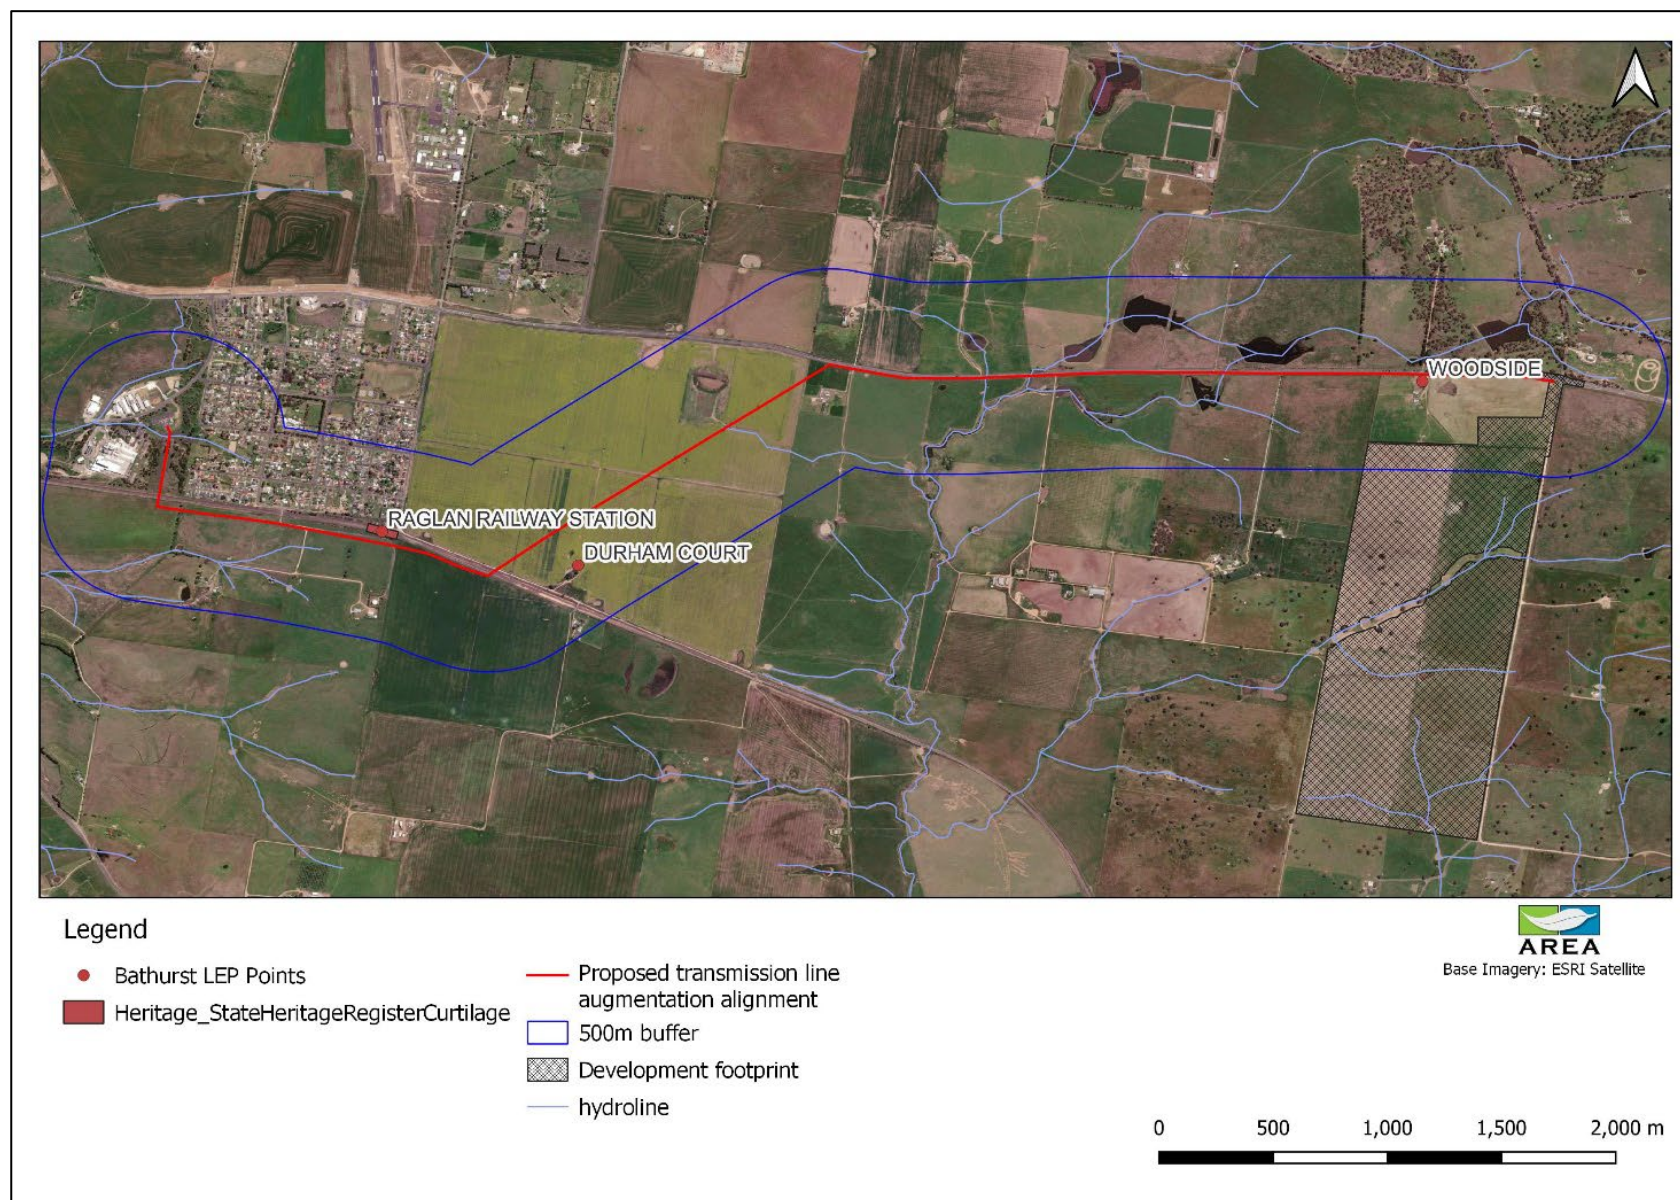 WOODSIDE
RAGLAN RAILWAY STATION
DURHAM COURT
Legend
Bathurst LEP Points
Heritage_StateHeritageRegisterCurtilage
Proposed transmission line
augmentation alignment
500m buffer
Development footprint
hydroline
AREA
Base Imagery: ESRI Satellite
0 500 1,000 1,500 2,000 m